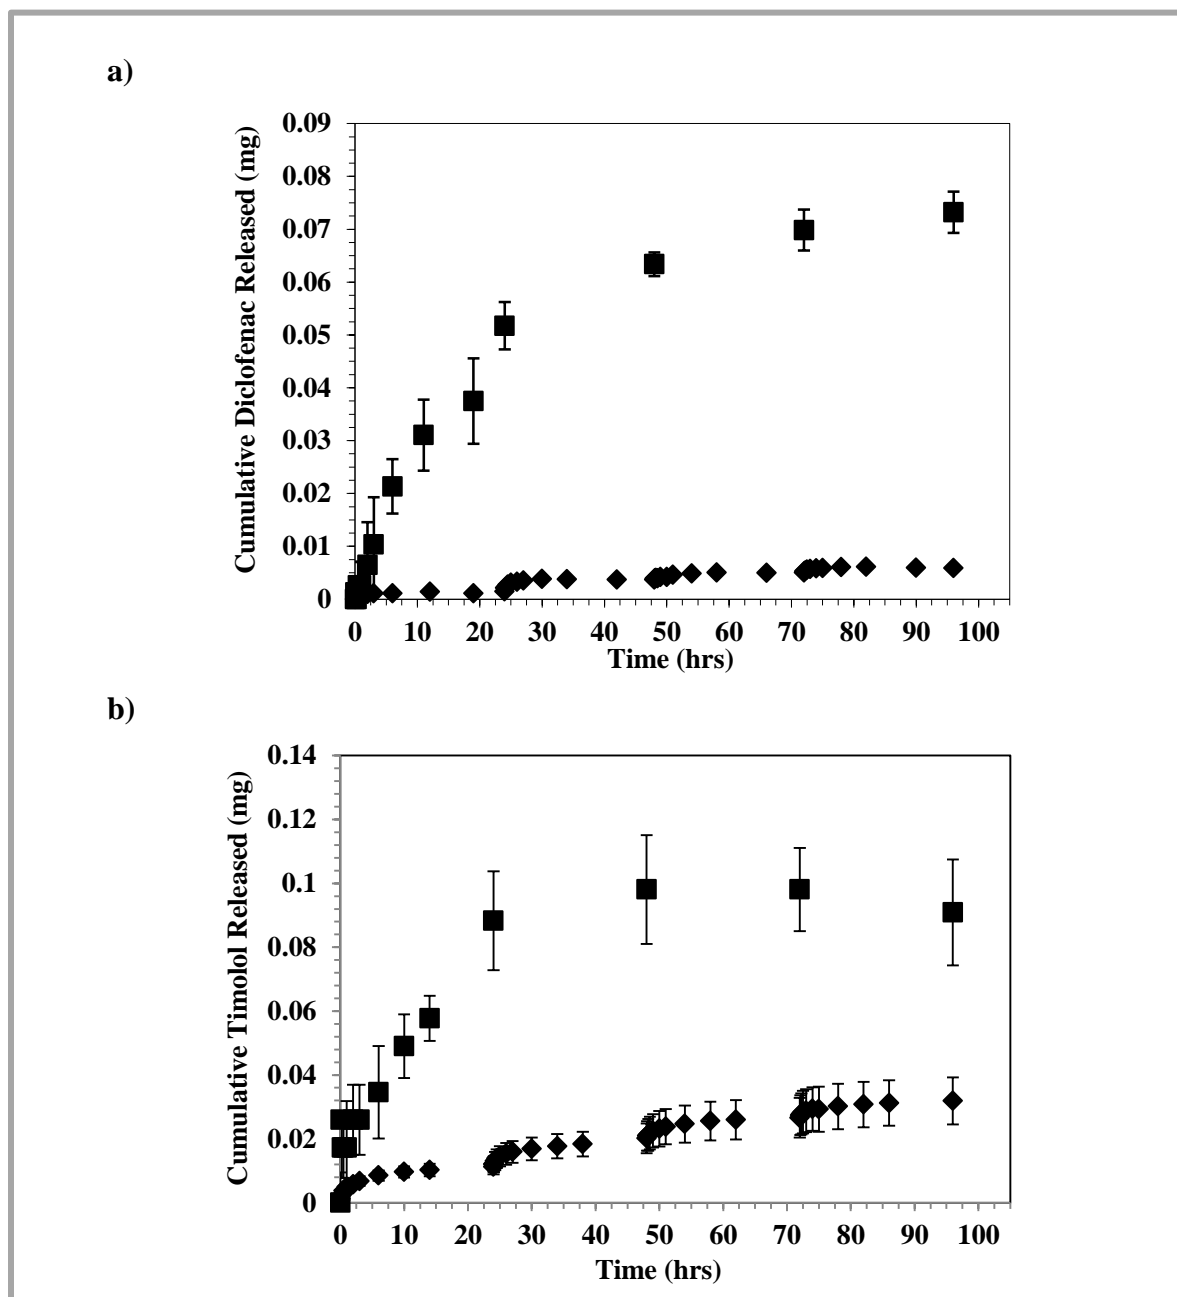 a)
0.09
0.08
0.07
0.06
0.05
0.04
0.03
0.02
0.01
0
Cumulative Diclofenac Released (mg)
0 10 20 30 40 50 60 70 80 90 100
Time (hrs)
b)
0.14
0.12
0.1
0.08
0.06
0.04
0.02
0
Cumulative Timolol Released (mg)
0 10 20 30 40 50 60 70 80 90 100
Time (hrs)